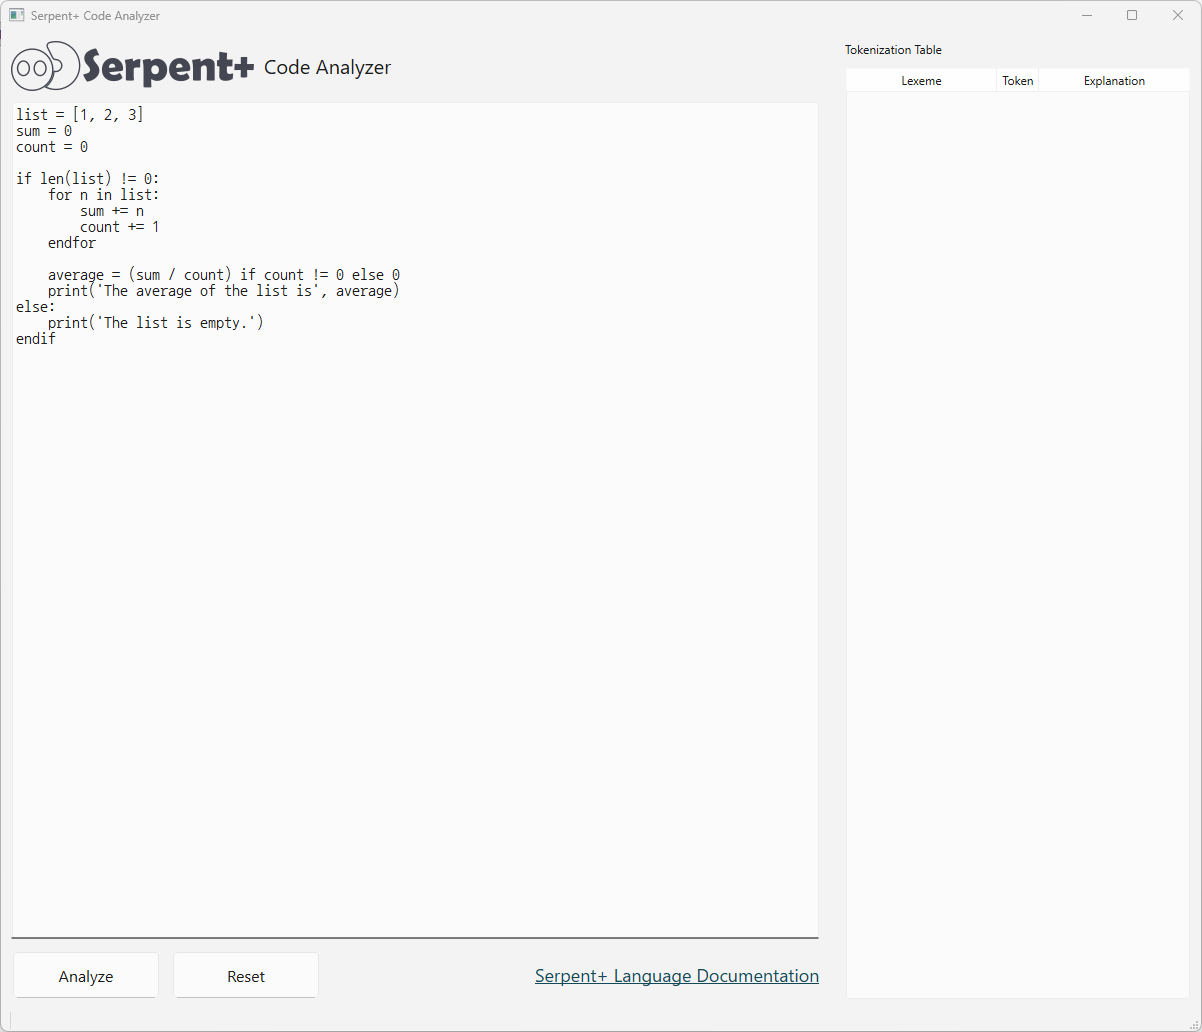 Serpent+ Code Analyzer
Serpent+ Code Analyzer
list = [1, 2, 3]
sum = 0
count = 0
if len(list) != 0:
    for n in list:
        sum += n
        count += 1
    endfor
    average = (sum / count) if count != 0 else 0
    print('The average of the list is', average)
else:
    print('The list is empty.')
endif
Analyze
Reset
Serpent+ Language Documentation
Tokenization Table
Lexeme Token Explanation